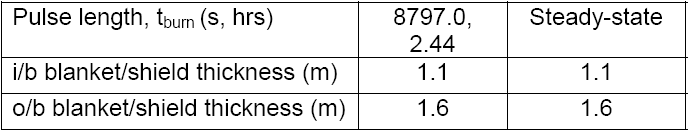 Pulse length, tburn (s, hrs) 8797.0, Steady-state
2.44
i/b blanket/shield thickness (m) 1.1 1.1
o/b blanket/shield thickness (m) 1.6 1.6